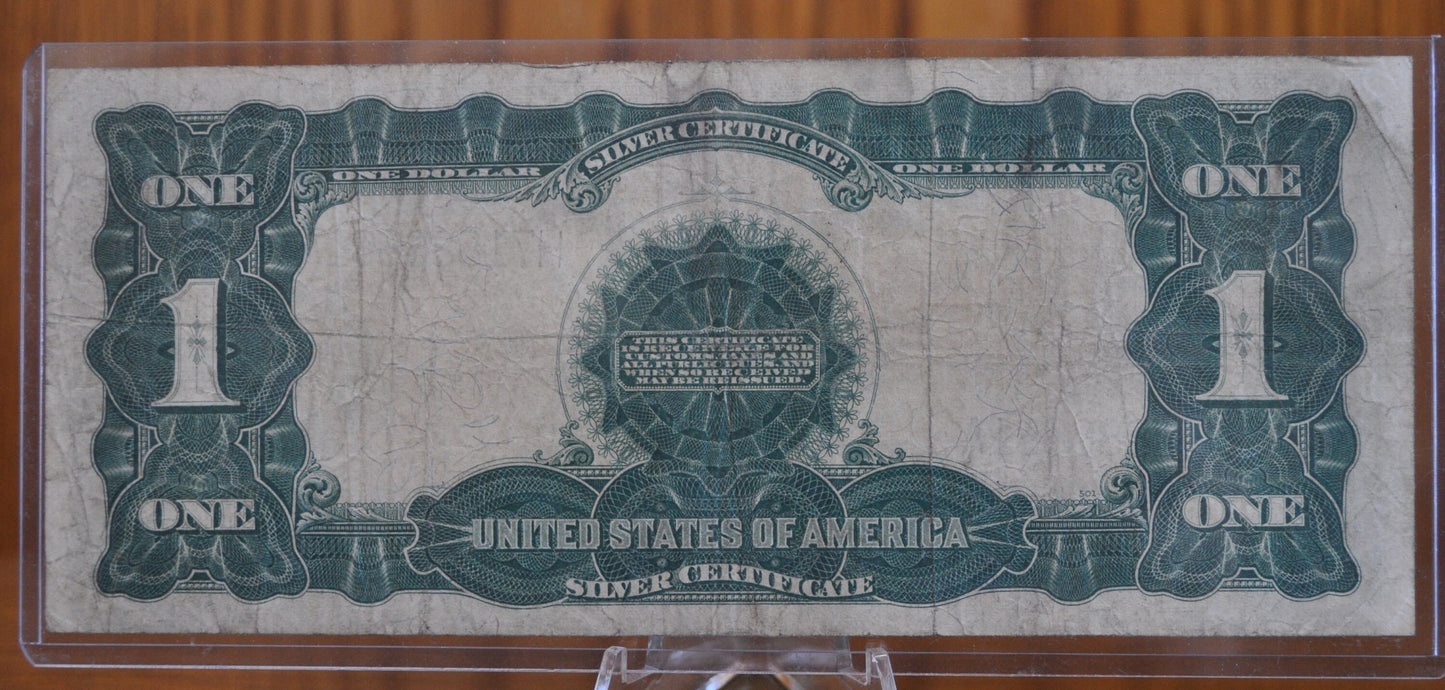 SILVER CERTIFICATE
ONE DOLLAR ONE DOLLAR
ONE ONE
1 1
THIS CERTIFICATE
IS RECEIVABLE FOR
CUSTOMS, TAXES AND
ALL PUBLIC DUES AND
WHEN SO RECEIVED
MAY BE REISSUED.
501
ONE ONE
UNITED STATES OF AMERICA
SILVER CERTIFICATE